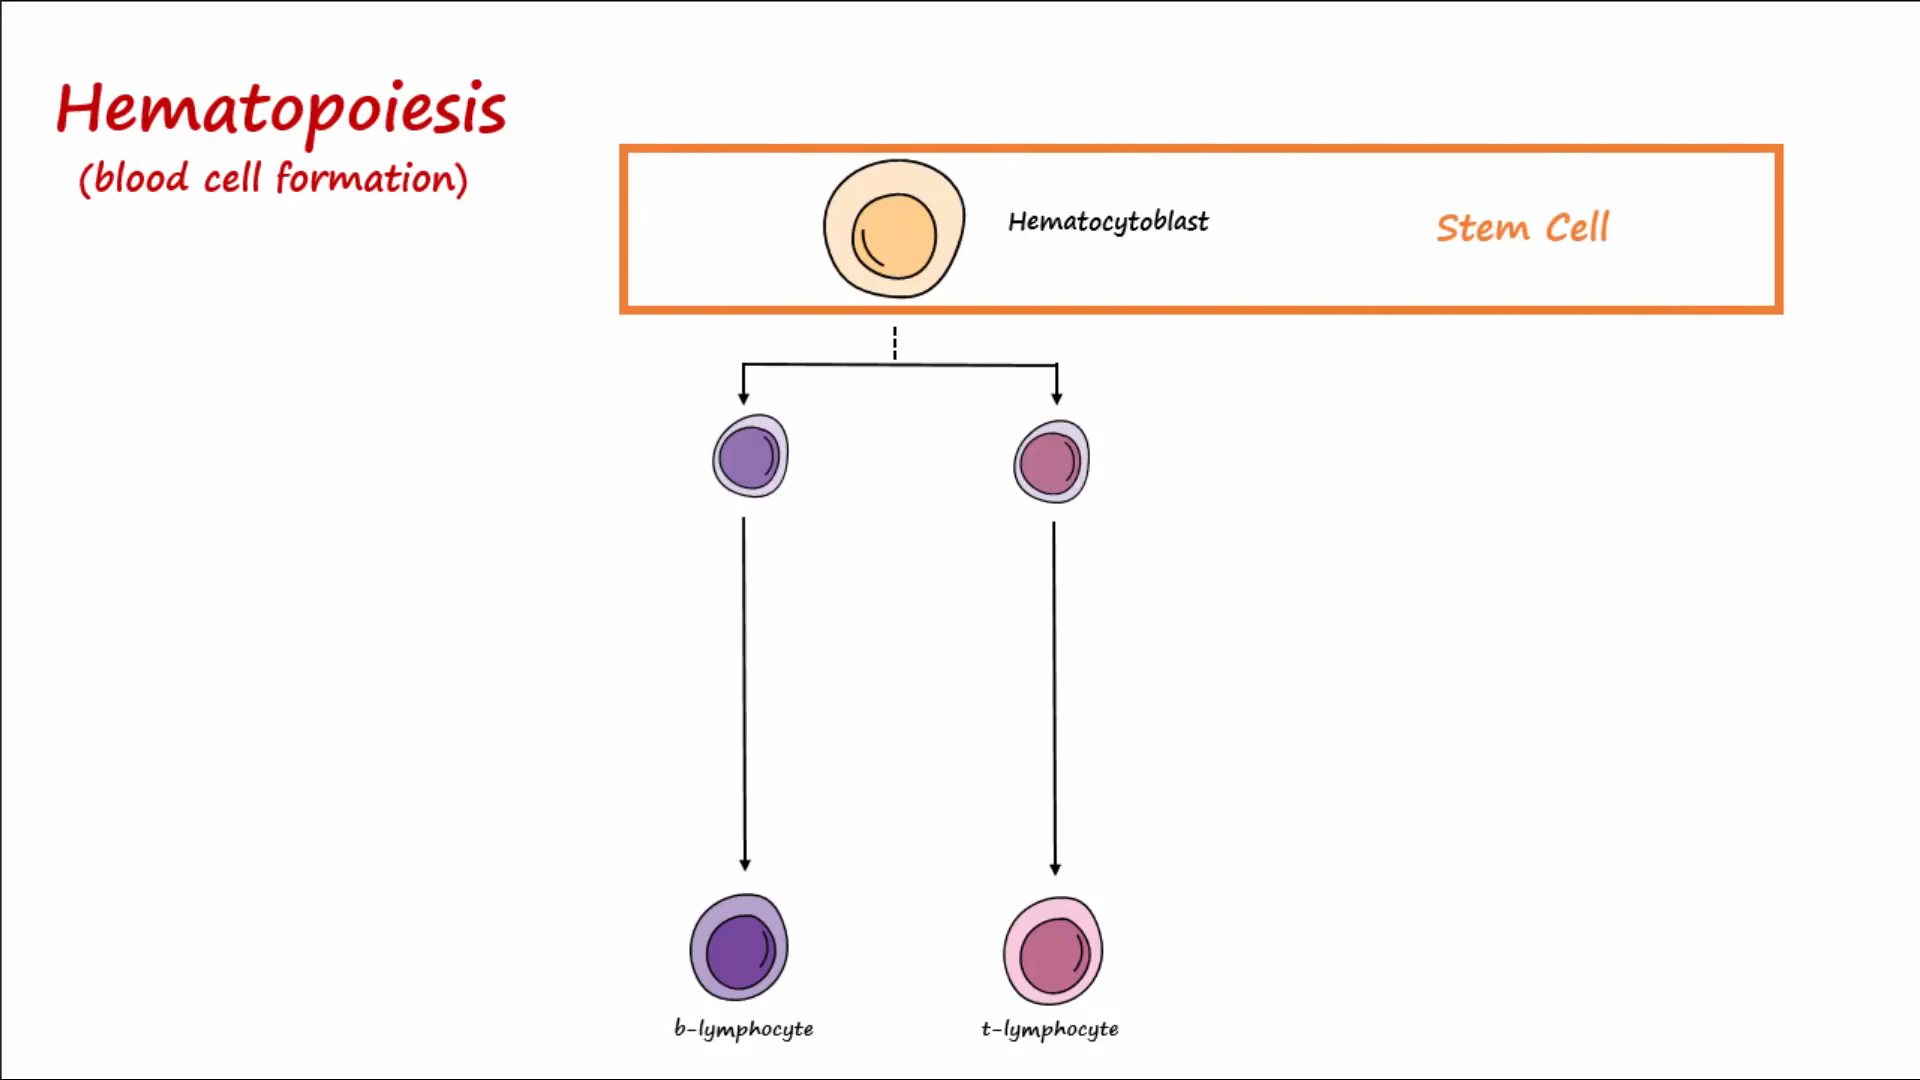 Hematopoiesis
(blood cell formation)
Hematocytoblast
Stem Cell
b-lymphocyte
t-lymphocyte